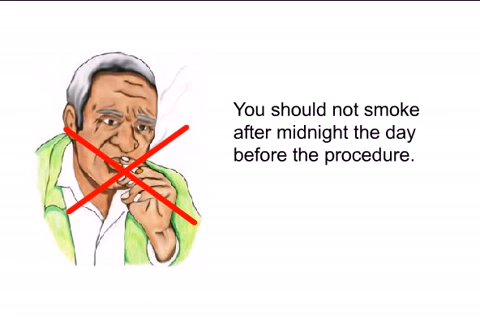 You should not smoke
after midnight the day
before the procedure.